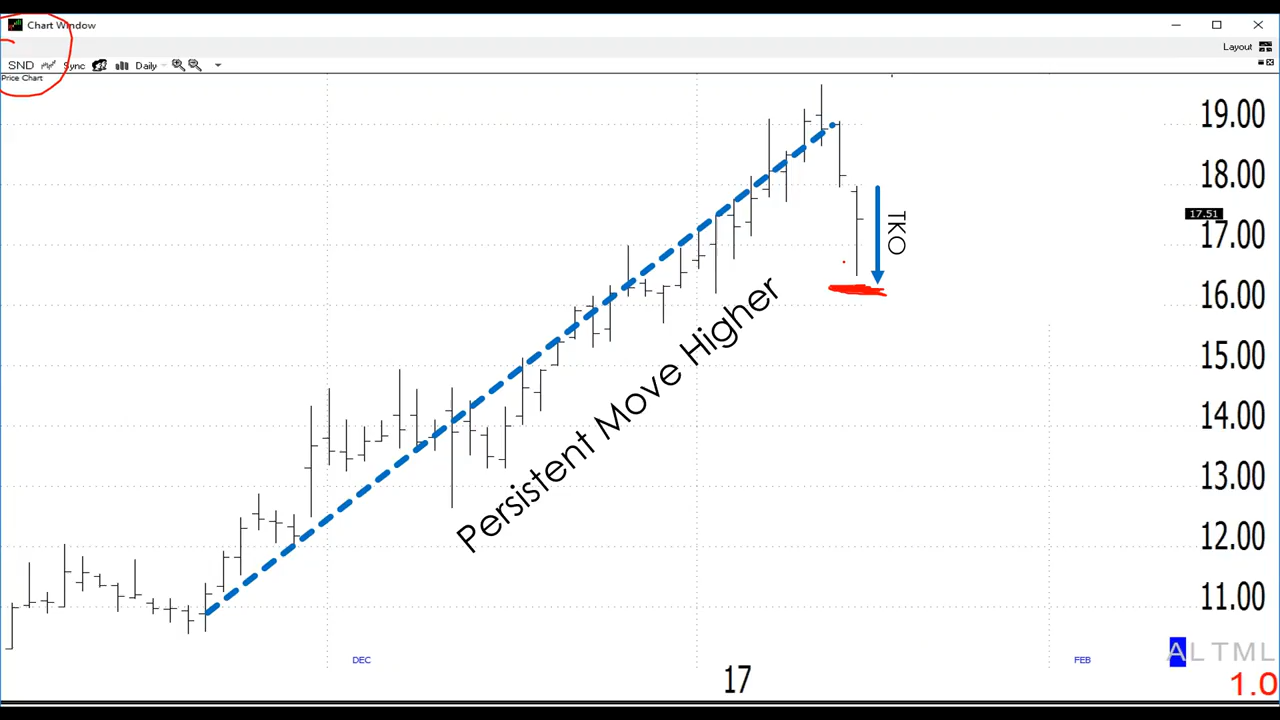 Chart Window
Layout
SND Sync Daily
Price Chart
19.00
18.00
17.51
17.00
16.00
15.00
14.00
13.00
12.00
11.00
TKO
Persistent Move Higher
DEC
17
FEB
ALTML
1.0